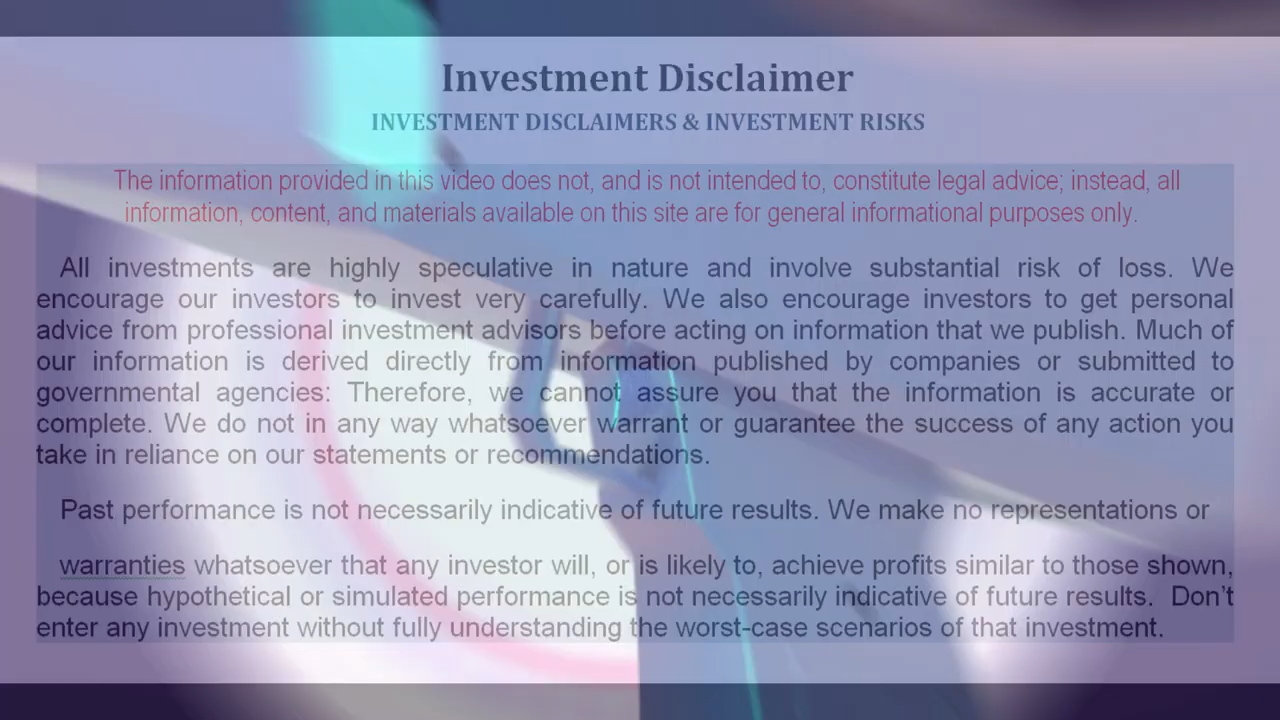 Investment Disclaimer
INVESTMENT DISCLAIMERS & INVESTMENT RISKS
The information provided in this video does not, and is not intended to, constitute legal advice; instead, all
information, content, and materials available on this site are for general informational purposes only.
All investments are highly speculative in nature and involve substantial risk of loss. We
encourage our investors to invest very carefully. We also encourage investors to get personal
advice from professional investment advisors before acting on information that we publish. Much of
our information is derived directly from information published by companies or submitted to
governmental agencies: Therefore, we cannot assure you that the information is accurate or
complete. We do not in any way whatsoever warrant or guarantee the success of any action you
take in reliance on our statements or recommendations.
Past performance is not necessarily indicative of future results. We make no representations or
warranties whatsoever that any investor will, or is likely to, achieve profits similar to those shown,
because hypothetical or simulated performance is not necessarily indicative of future results.  Don't
enter any investment without fully understanding the worst-case scenarios of that investment.